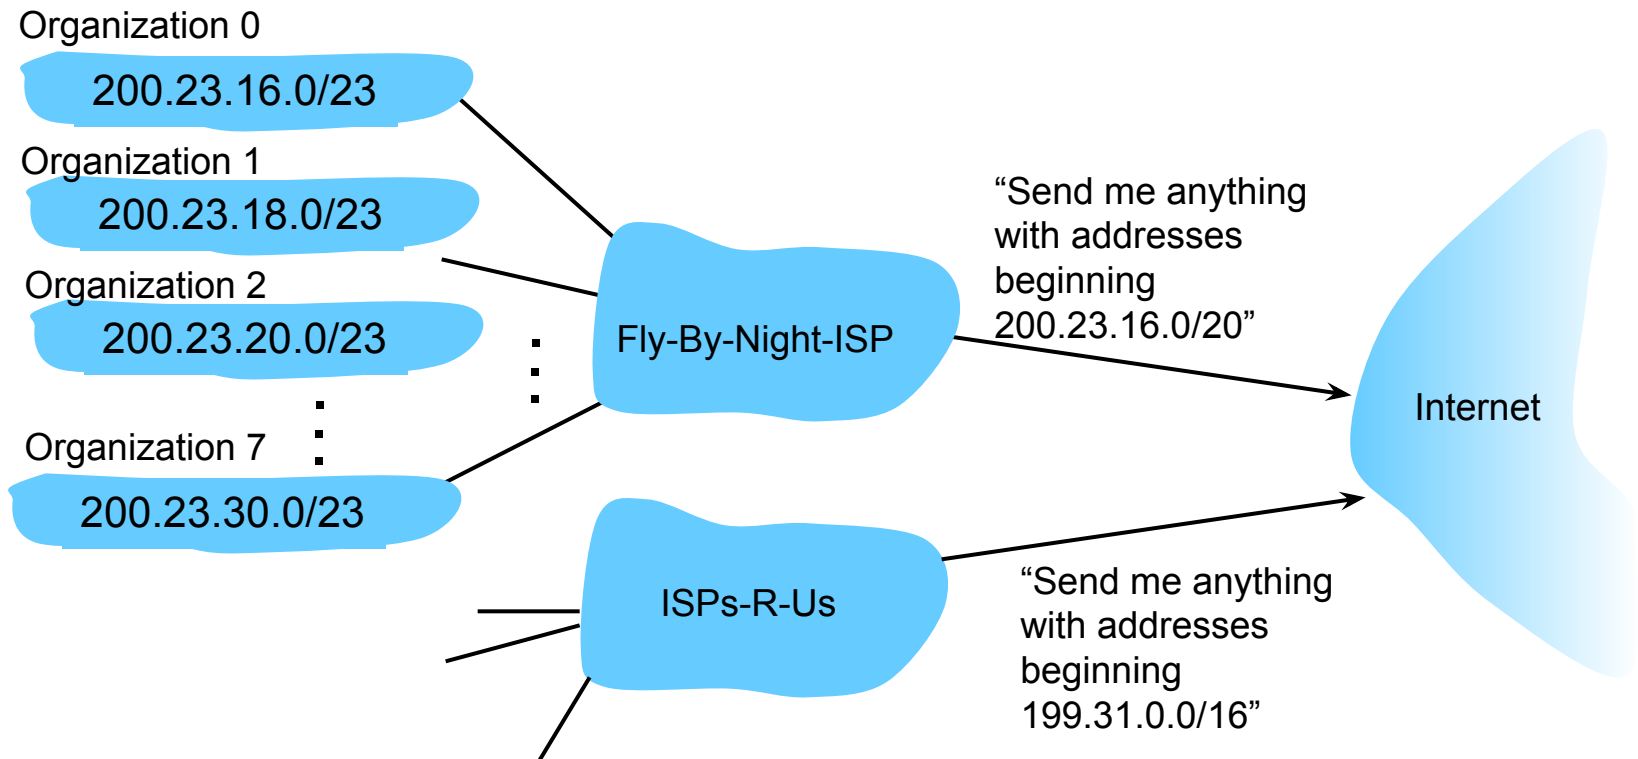 Organization 0
200.23.16.0/23
Organization 1
200.23.18.0/23
Organization 2
200.23.20.0/23
Organization 7
200.23.30.0/23
Fly-By-Night-ISP
“Send me anything
with addresses
beginning
200.23.16.0/20”
Internet
ISPs-R-Us
“Send me anything
with addresses
beginning
199.31.0.0/16”